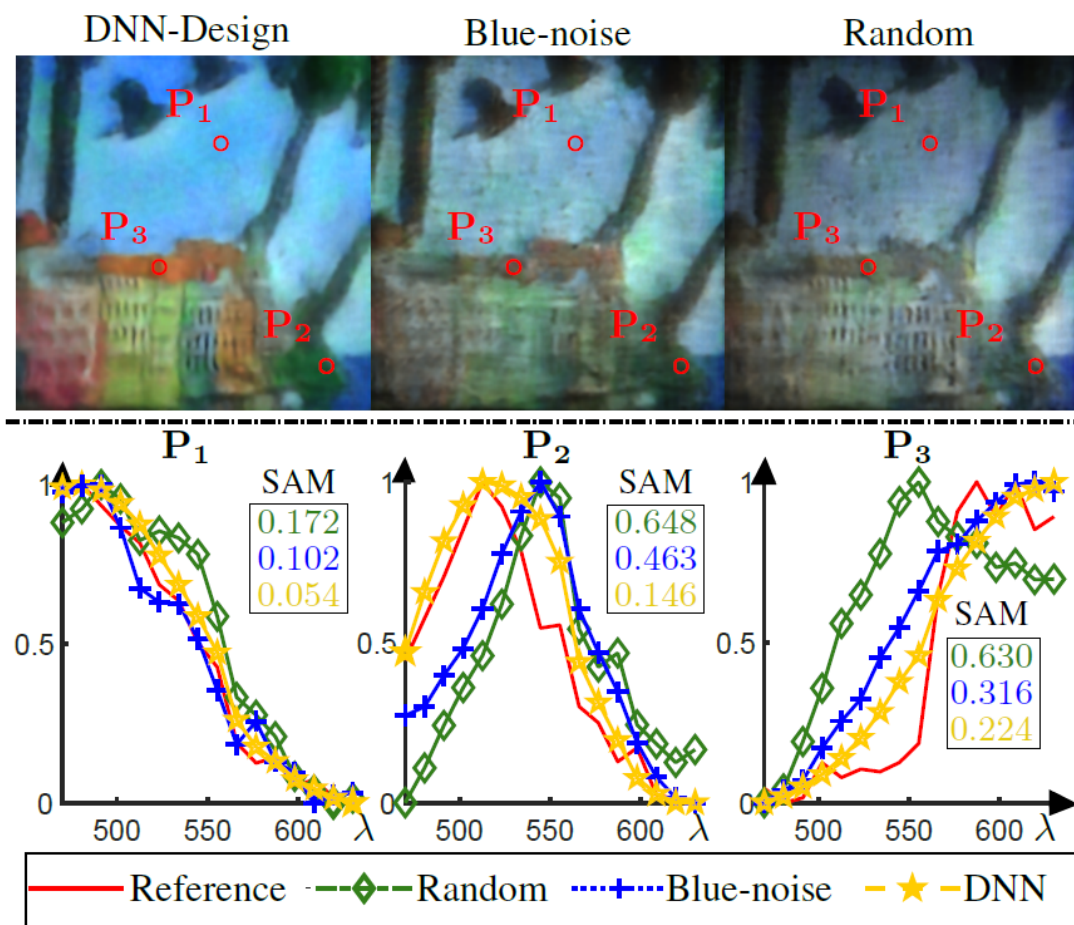 DNN-Design Blue-noise Random
P₁ P₁ P₁
P₃ P₃ P₃
P₂ P₂ P₂
P₁ P₂ P₃
1 1 1
SAM
0.172
0.102
0.054
SAM
0.648
0.463
0.146
SAM
0.630
0.316
0.224
0.5 0.5 0.5
0 0 0
500 550 600 λ 500 550 600 λ 500 550 600 λ
Reference Random Blue-noise DNN